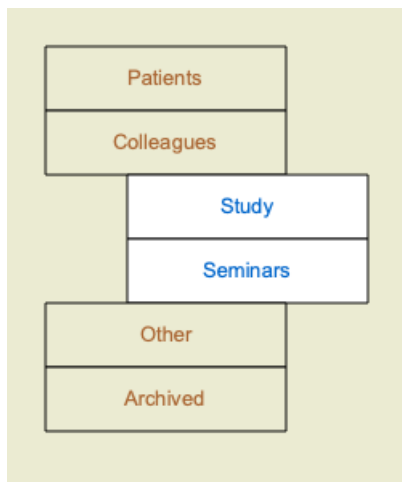 Patients
Colleagues
Study
Seminars
Other
Archived